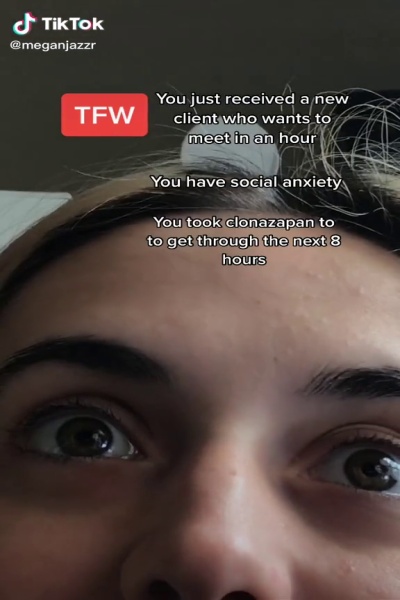 TikTok
@meganjazzr
TFW
You just received a new
client who wants to
meet in an hour
You have social anxiety
You took clonazapan to
to get through the next 8
hours